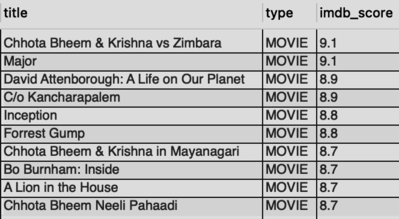 title type imdb_score
Chhota Bheem & Krishna vs Zimbara MOVIE 9.1
Major MOVIE 9.1
David Attenborough: A Life on Our Planet MOVIE 8.9
C/o Kancharapalem MOVIE 8.9
Inception MOVIE 8.8
Forrest Gump MOVIE 8.8
Chhota Bheem & Krishna in Mayanagari MOVIE 8.7
Bo Burnham: Inside MOVIE 8.7
A Lion in the House MOVIE 8.7
Chhota Bheem Neeli Pahaadi MOVIE 8.7